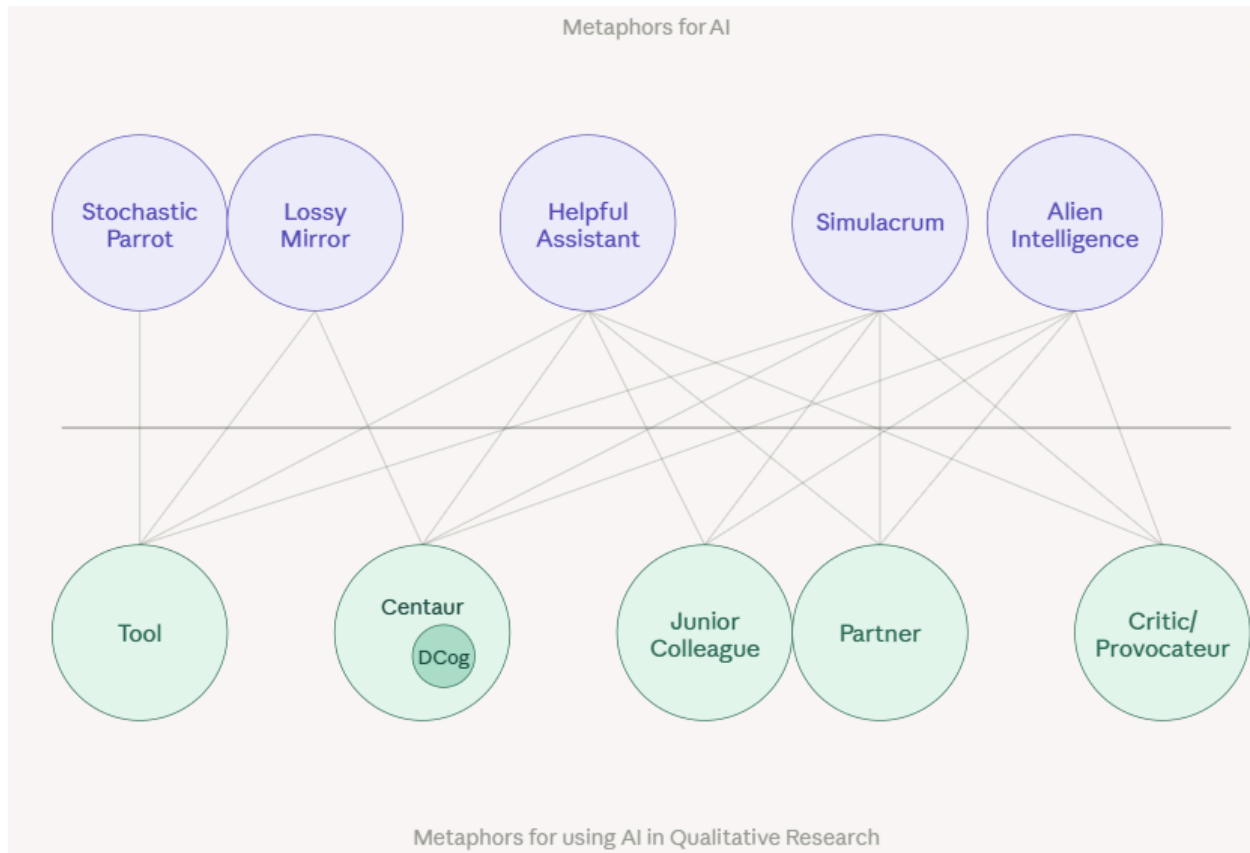 Metaphors for AI
Stochastic
Parrot
Lossy
Mirror
Helpful
Assistant
Simulacrum
Alien
Intelligence
Tool
Centaur
DCog
Junior
Colleague
Partner
Critic/
Provocateur
Metaphors for using AI in Qualitative Research